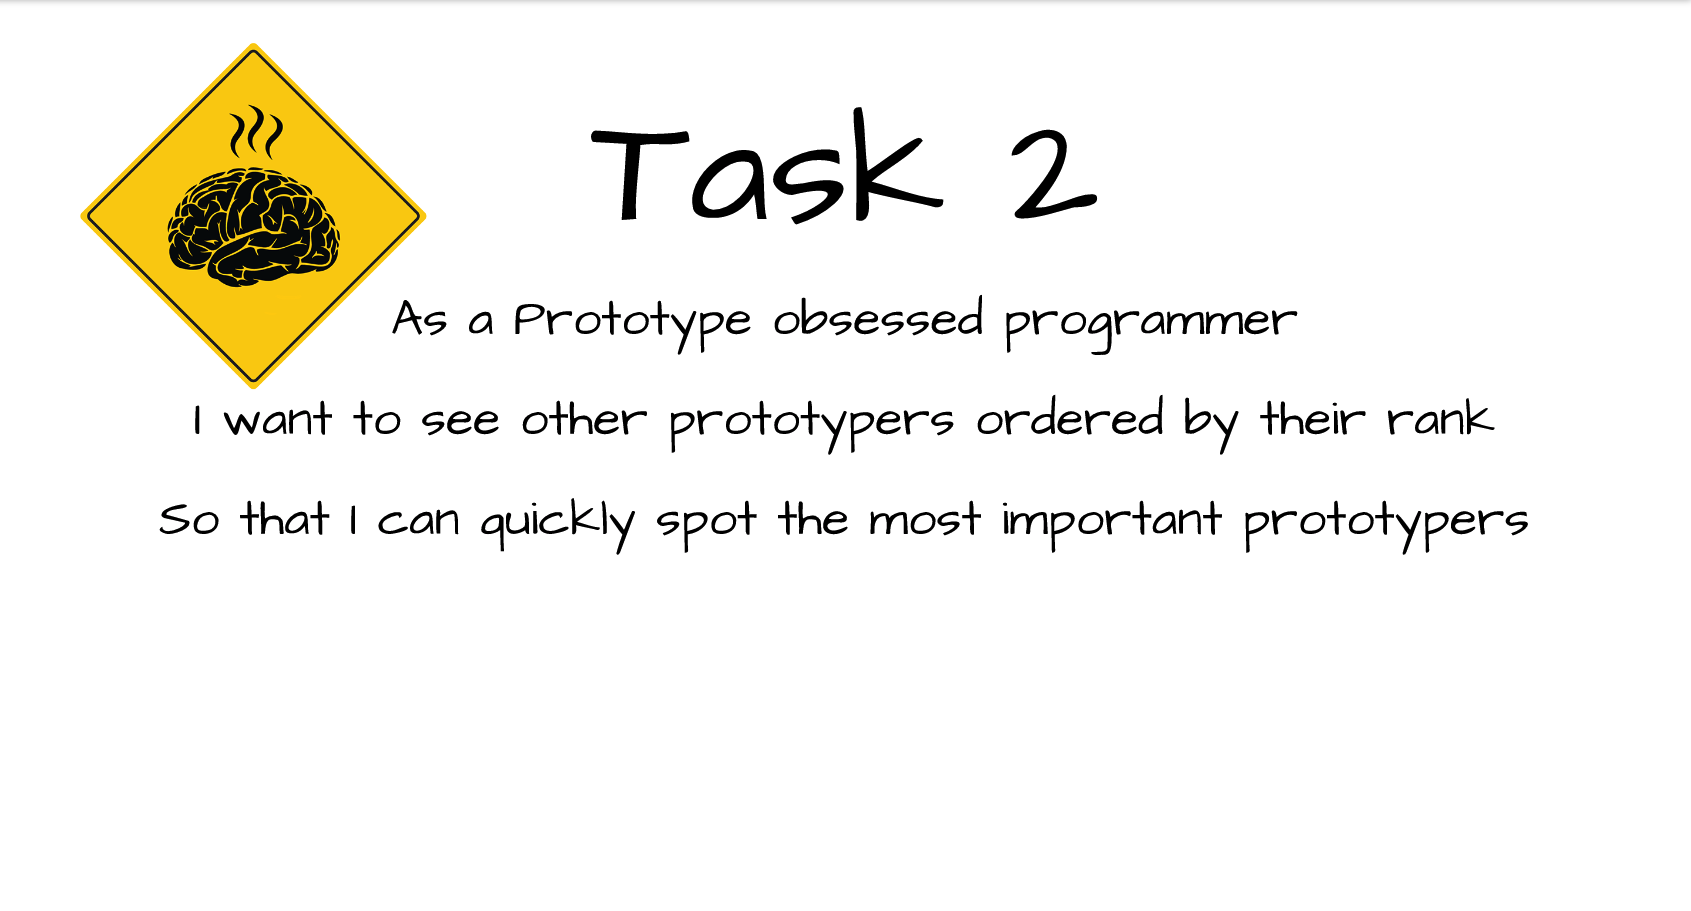 Task 2
As a Prototype obsessed programmer
I want to see other prototypers ordered by their rank
So that I can quickly spot the most important prototypers